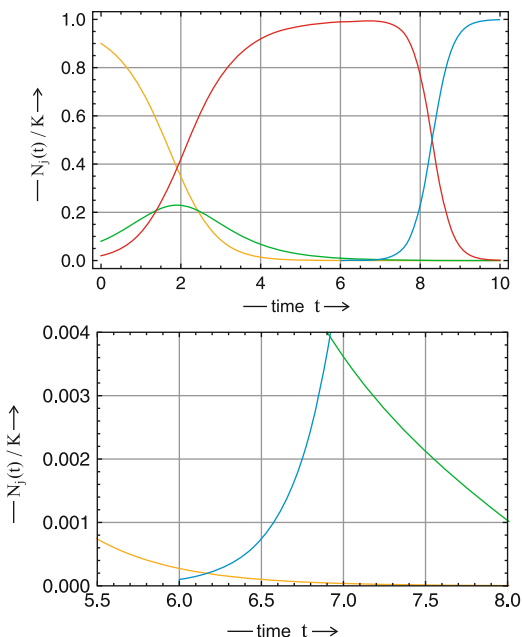 1.0
0.8
0.6
0.4
0.2
0.0
— Nj(t) / K →
0 2 4 6 8 10
— time t →
0.004
0.003
0.002
0.001
0.000
— Nj(t) / K →
5.5 6.0 6.5 7.0 7.5 8.0
— time t →